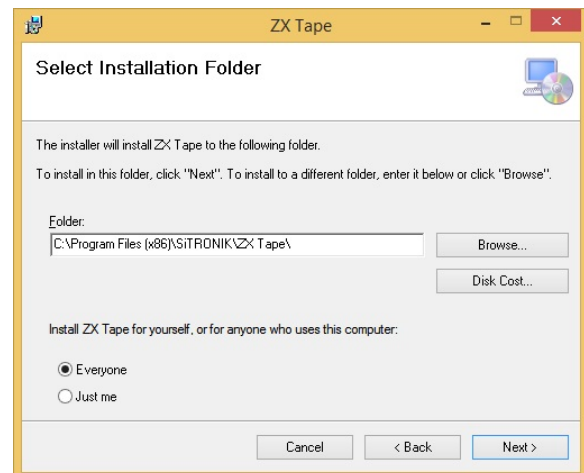 ZX Tape
Select Installation Folder
The installer will install ZX Tape to the following folder.
To install in this folder, click "Next". To install to a different folder, enter it below or click "Browse".
Folder:
C:\Program Files (x86)\SiTRONIK\ZX Tape\
Browse...
Disk Cost...
Install ZX Tape for yourself, or for anyone who uses this computer:
Everyone
Just me
Cancel
< Back
Next >